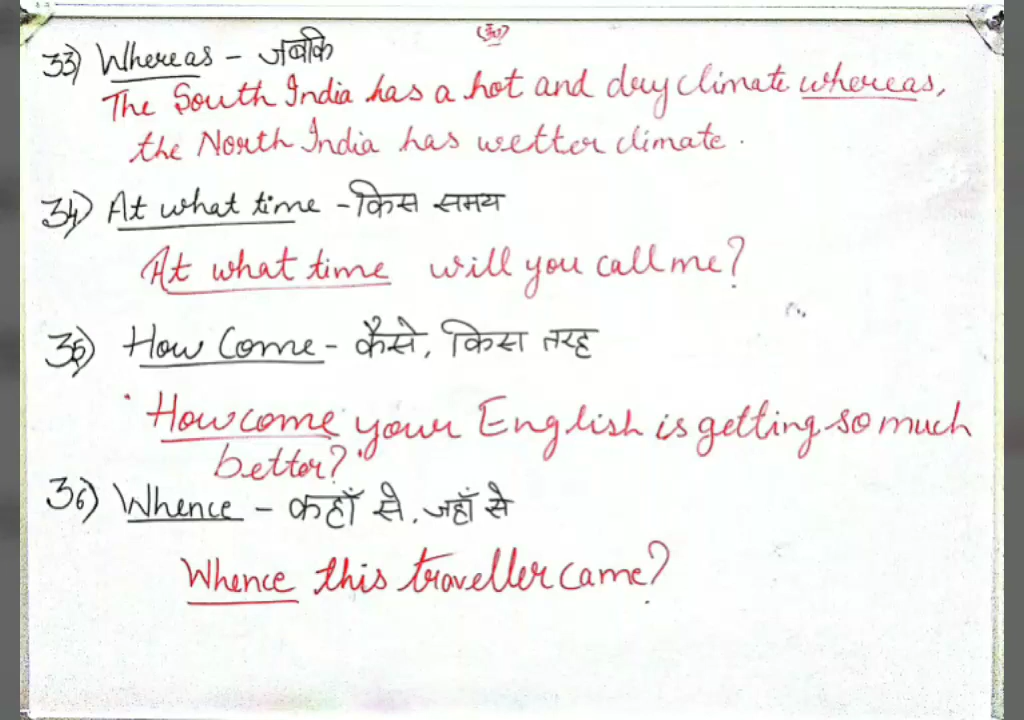 33) Whereas - जबकि
The South India has a hot and dry climate whereas,
the North India has wetter climate.
34) At what time - किस समय
At what time will you call me?
35) How Come - कैसे, किस तरह
"How come your English is getting so much
better?"
36) Whence - कहाँ से, जहाँ से
Whence this traveller came?